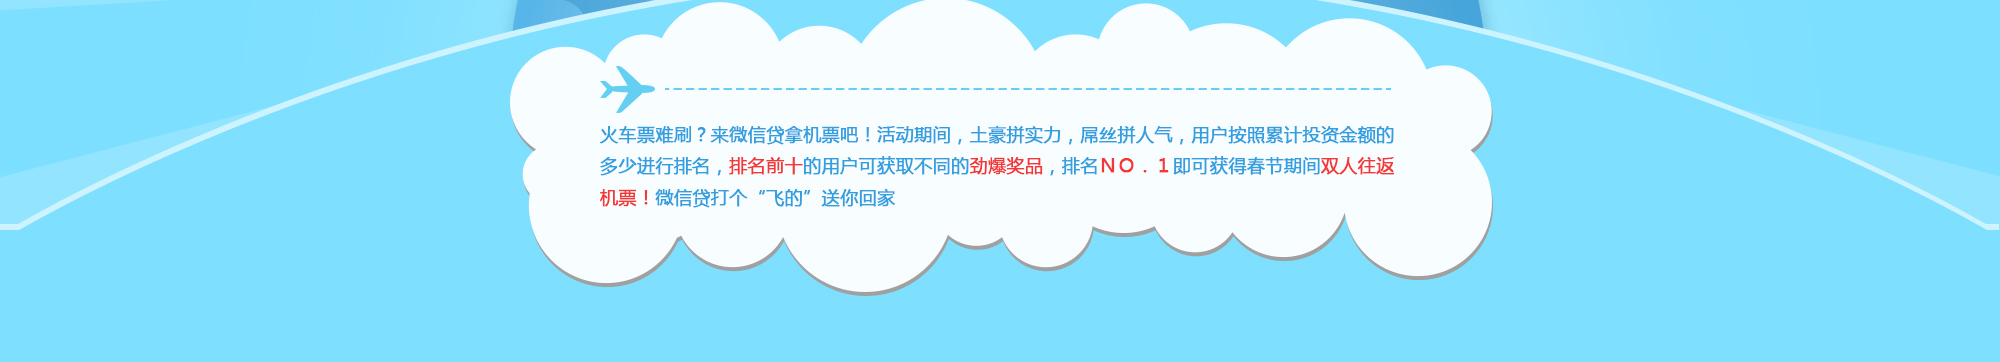 火车票难刷？来微信贷拿机票吧！活动期间，土豪拼实力，屌丝拼人气，用户按照累计投资金额的
多少进行排名，排名前十的用户可获取不同的劲爆奖品，排名ＮＯ．１即可获得春节期间双人往返
机票！微信贷打个“飞的”送你回家